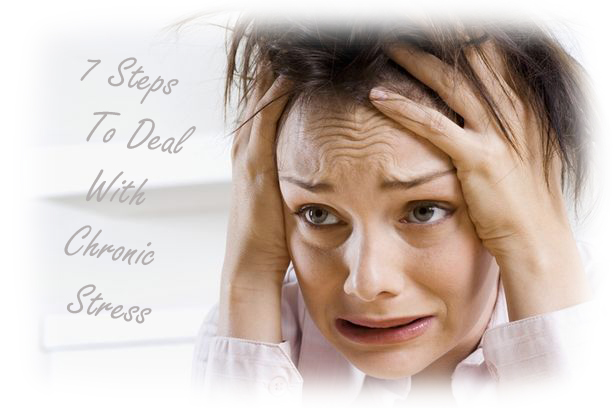 7 Steps
To Deal
With
Chronic
Stress